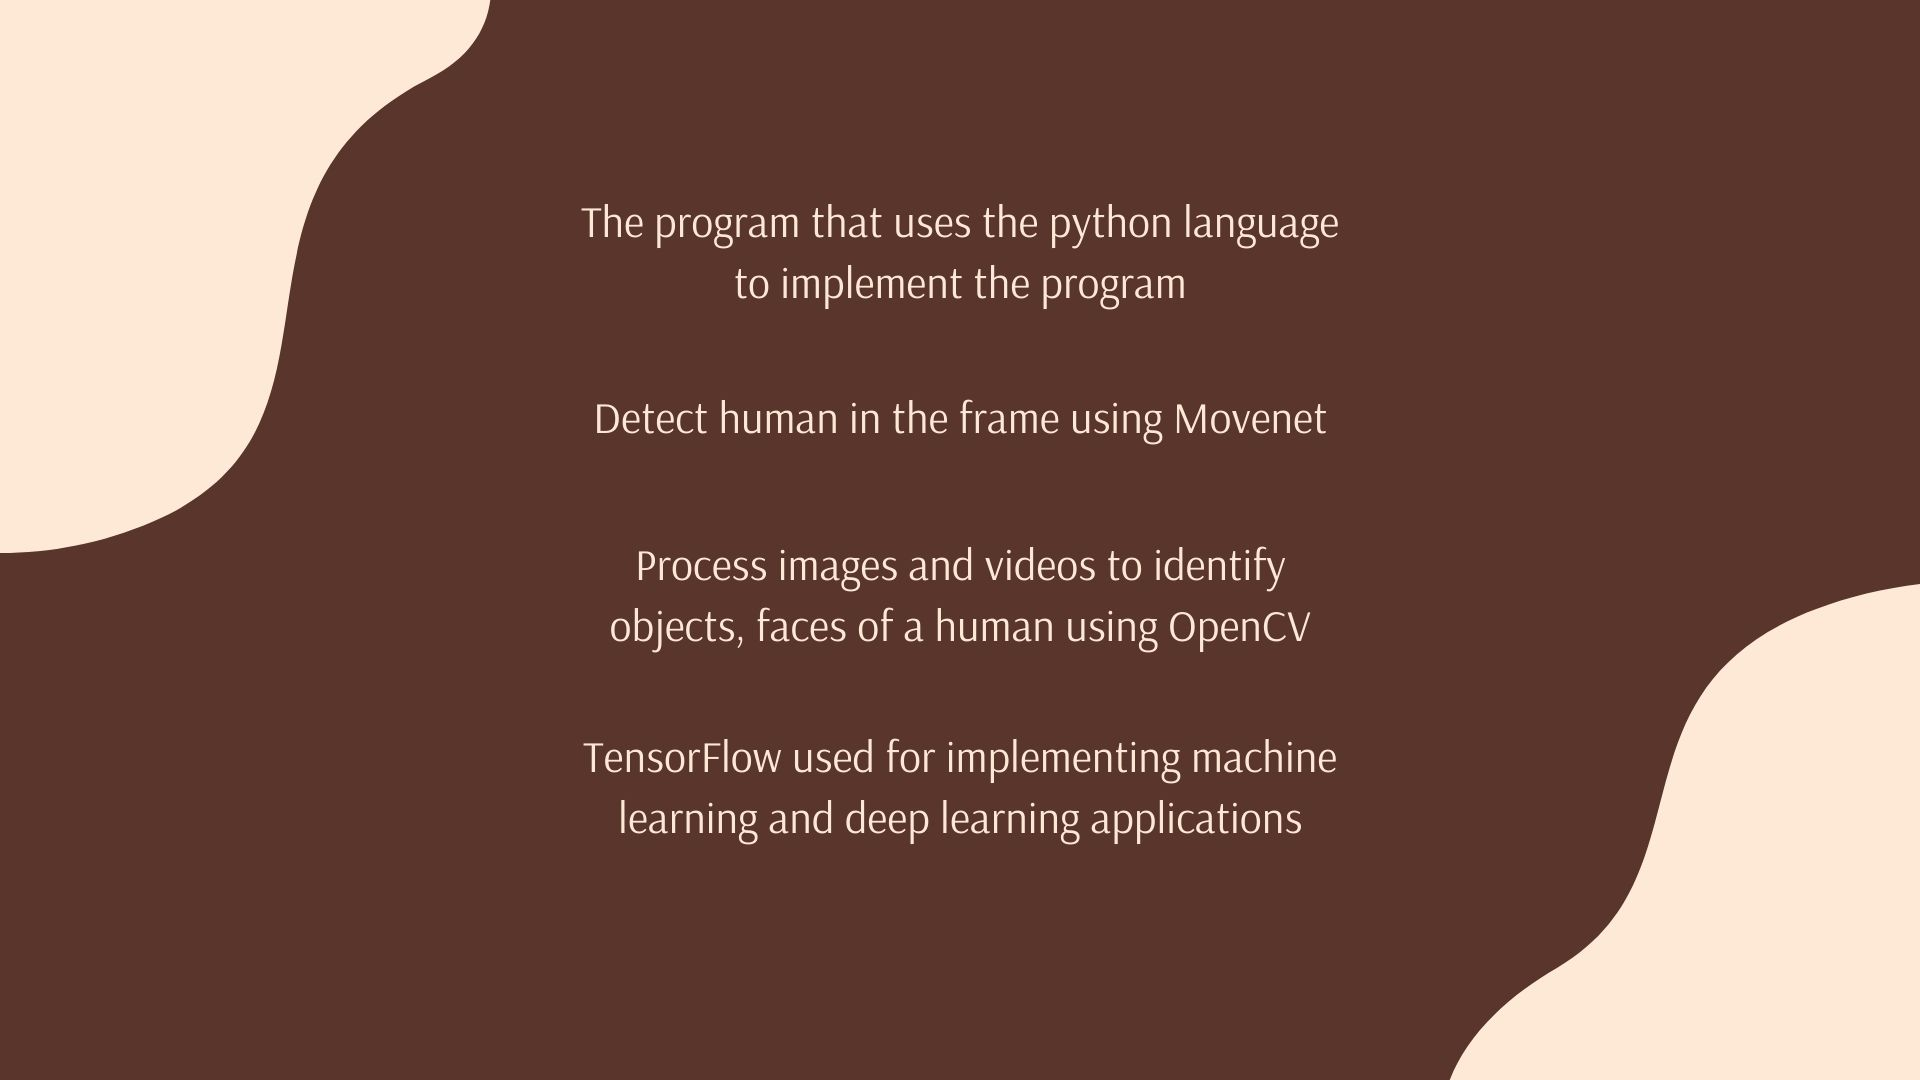 The program that uses the python language
to implement the program
Detect human in the frame using Movenet
Process images and videos to identify
objects, faces of a human using OpenCV
TensorFlow used for implementing machine
learning and deep learning applications